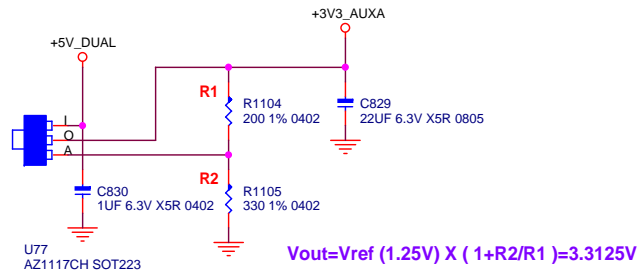 +3V3_AUXA
+5V_DUAL
R1
R1104
200 1% 0402
C829
22UF 6.3V X5R 0805
I
O
A
R2
C830
1UF 6.3V X5R 0402
R1105
330 1% 0402
U77
AZ1117CH SOT223
Vout=Vref (1.25V) X ( 1+R2/R1 )=3.3125V